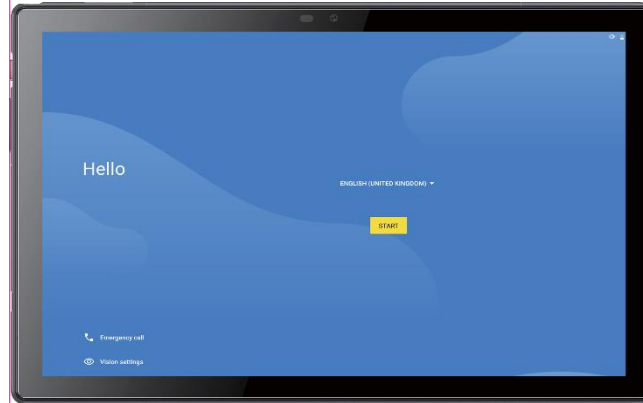 Hello
ENGLISH (UNITED KINGDOM)
START
Emergency call
Vision settings